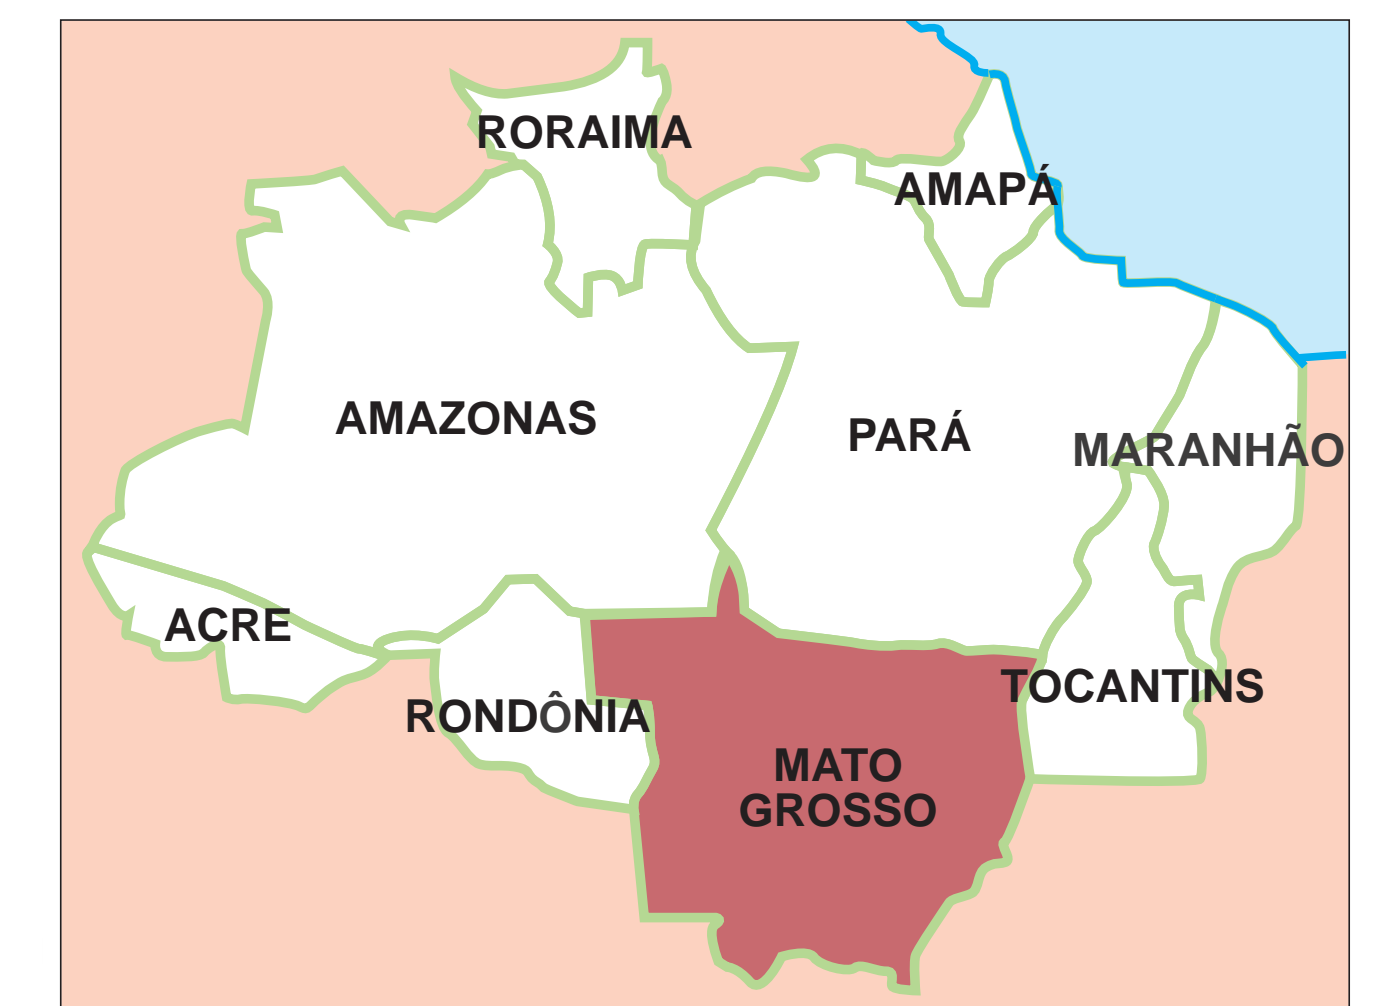 RORAIMA
AMAPÁ
AMAZONAS
PARÁ
MARANHÃO
ACRE
RONDÔNIA
TOCANTINS
MATO
GROSSO